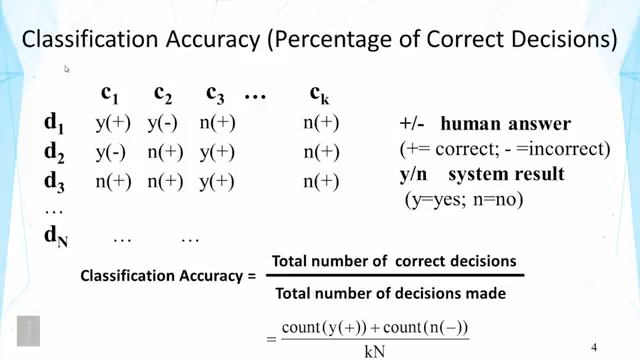 Classification Accuracy (Percentage of Correct Decisions)
c1 c2 c3 … ck
d1 y(+) y(-) n(+) n(+)
d2 y(-) n(+) y(+) n(+)
d3 n(+) n(+) y(+) n(+)
…
dN … …
+/- human answer
(+= correct; - =incorrect)
y/n system result
(y=yes; n=no)
Classification Accuracy = Total number of correct decisions
Total number of decisions made
= count(y(+)) + count(n(−))
kN
4